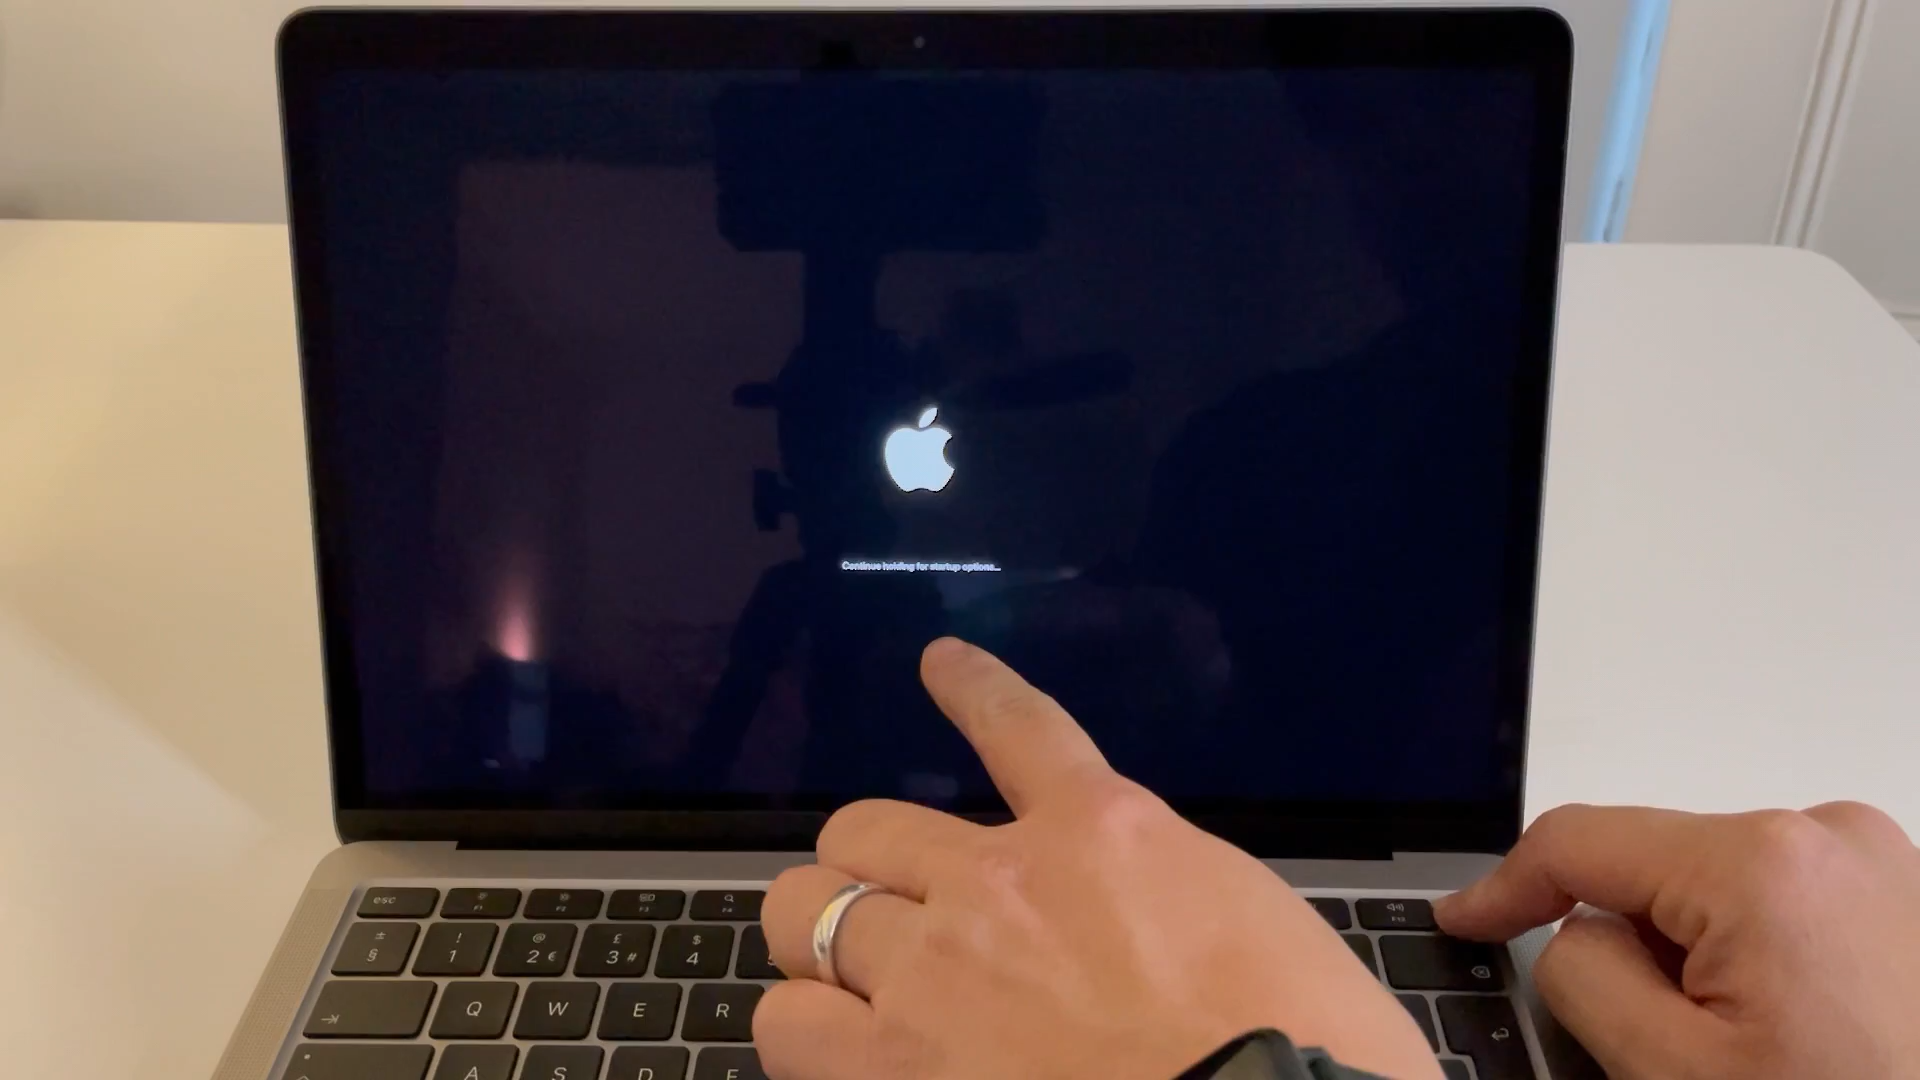 Continue holding for startup options...
esc
F1
F2
F3
F4
F12
± §
! 1
@ 2 €
£ 3 #
$ 4
Q
W
E
R
A
S
D
F